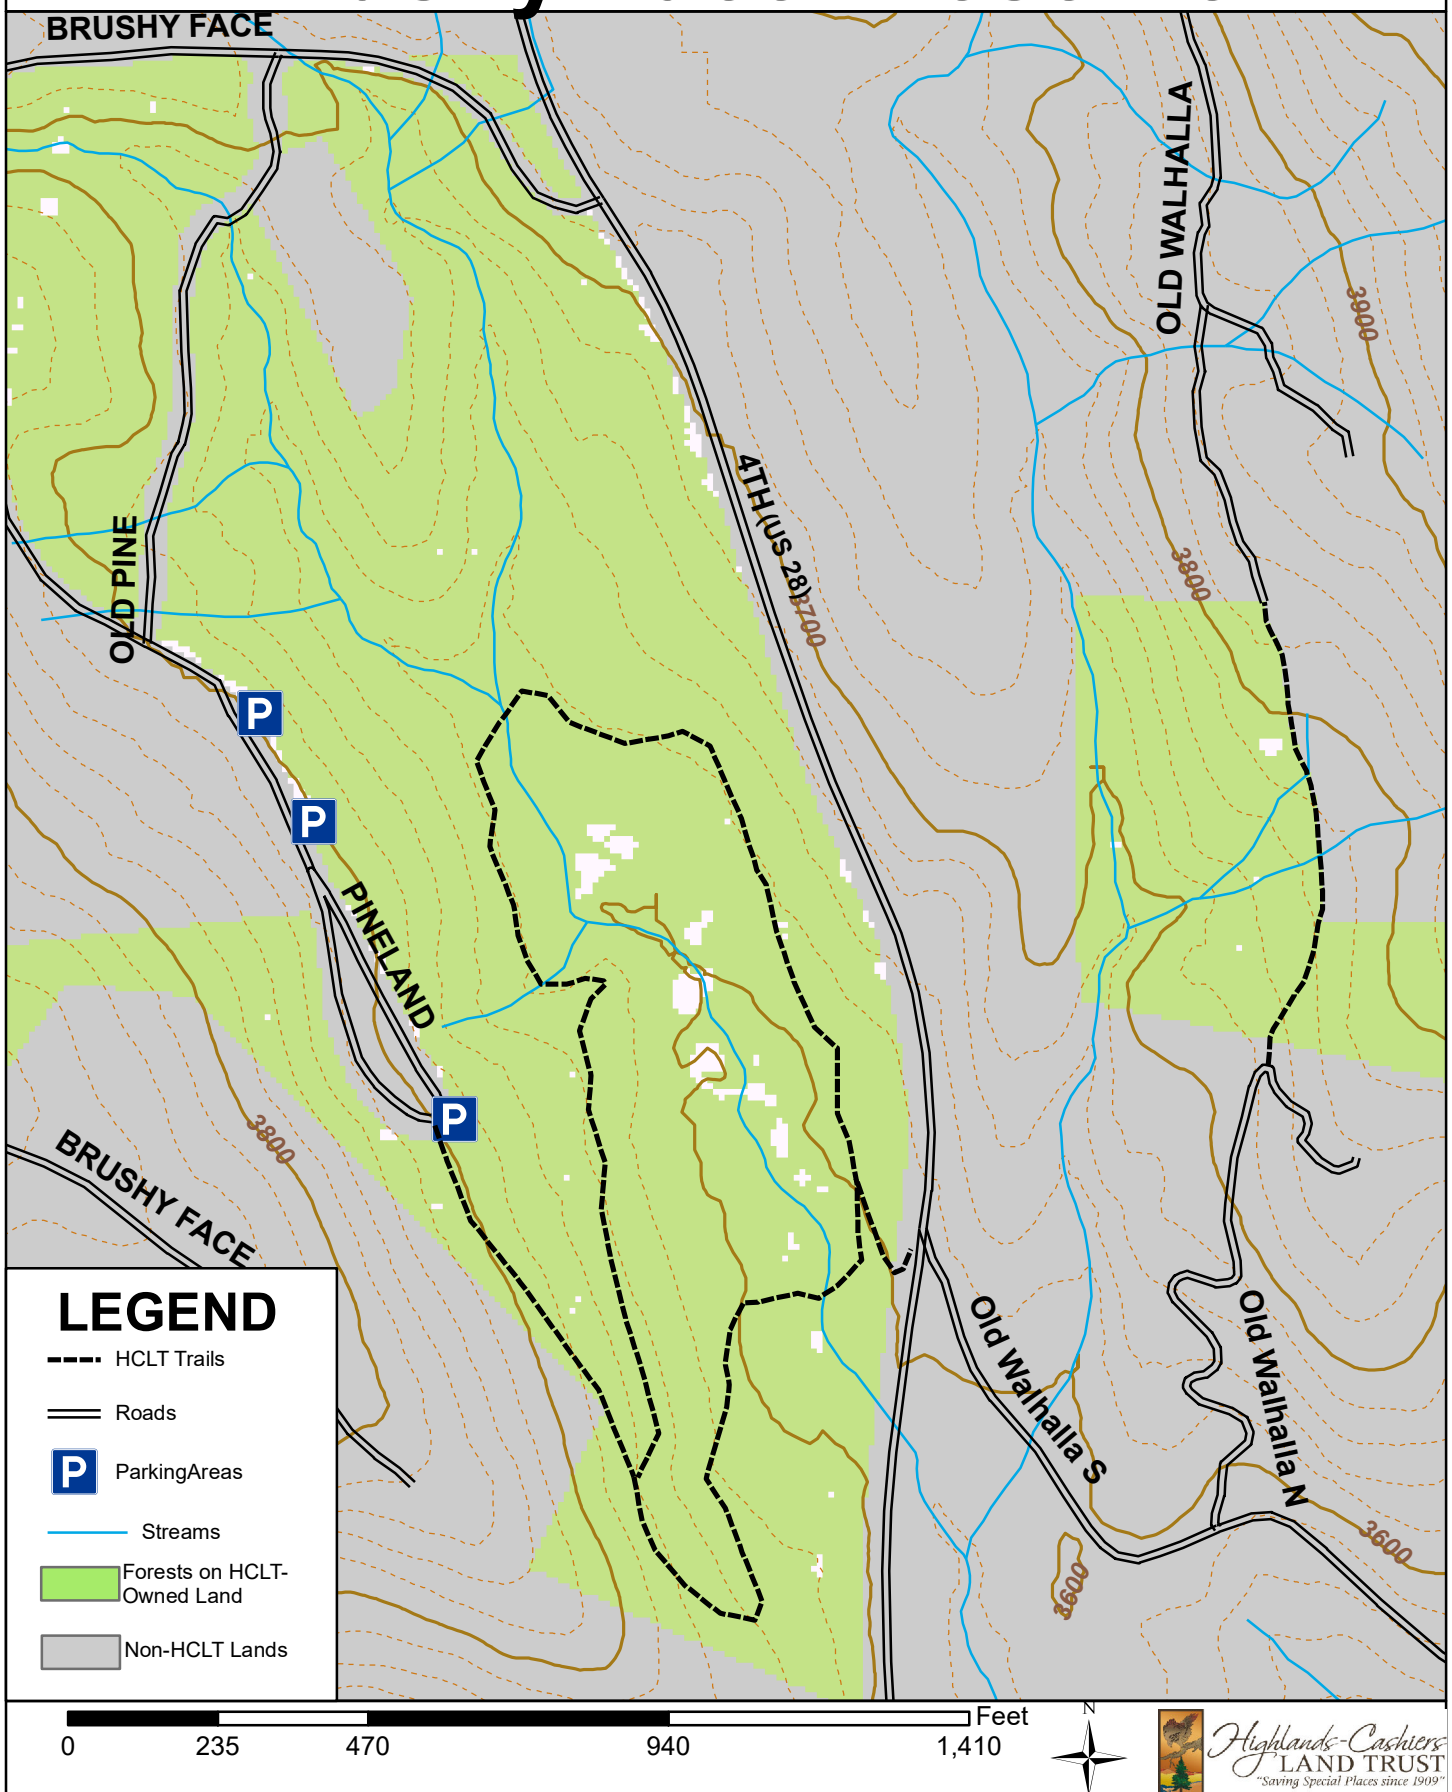 BRUSHY FACE
OLD WALHALLA
3900
4TH (US 28)
OLD PINE
3800
3700
P
P
PINELAND
P
3800
BRUSHY FACE
Old Walhalla S
Old Walhalla N
3600
3600
LEGEND
HCLT Trails
Roads
P ParkingAreas
Streams
Forests on HCLT-
Owned Land
Non-HCLT Lands
Feet
0 235 470 940 1,410
N
Highlands-Cashiers
LAND TRUST
"Saving Special Places since 1909"